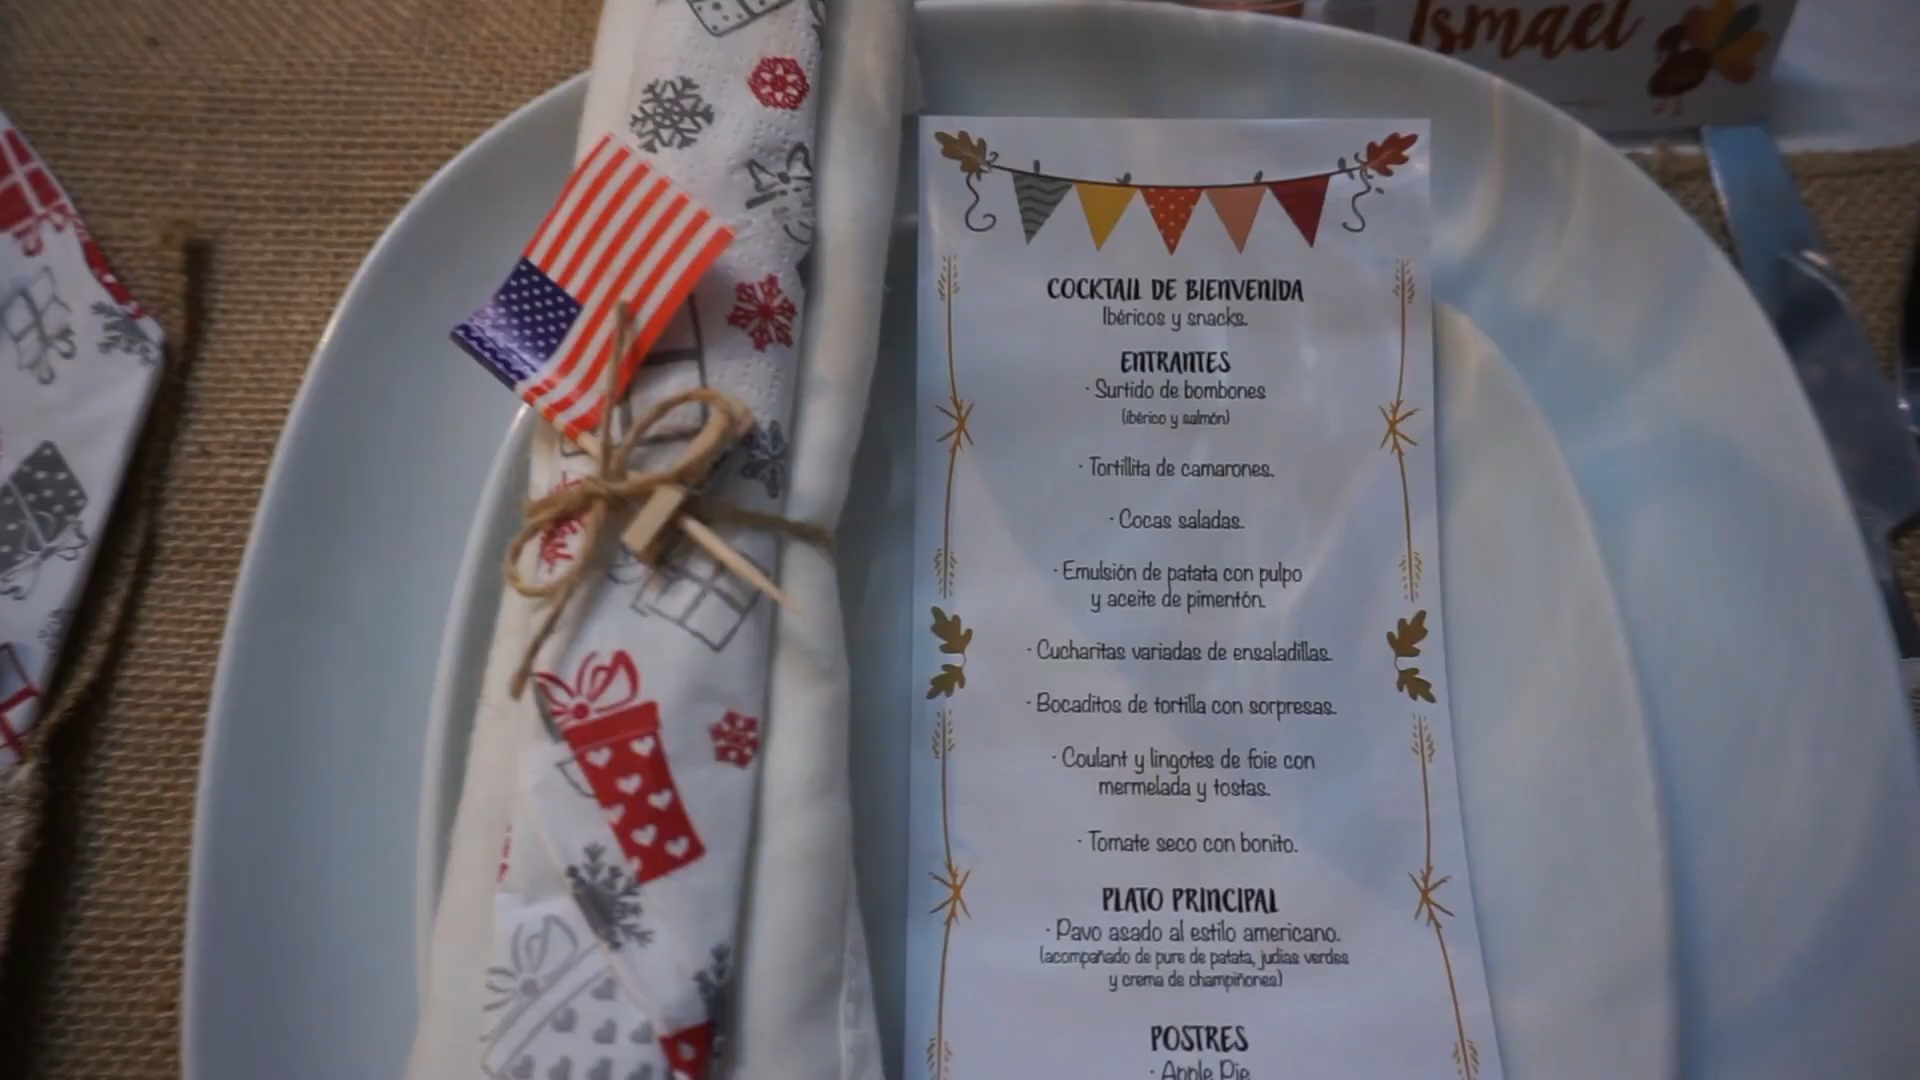 Ismael
COCKTAIL DE BIENVENIDA
Ibéricos y snacks.
ENTRANTES
· Surtido de bombones
(ibérico y salmón)
· Tortillita de camarones.
· Cocas saladas.
· Emulsión de patata con pulpo
y aceite de pimentón.
· Cucharitas variadas de ensaladillas.
· Bocaditos de tortilla con sorpresas.
· Coulant y lingotes de foie con
mermelada y tostas.
· Tomate seco con bonito.
PLATO PRINCIPAL
· Pavo asado al estilo americano.
(acompañado de pure de patata, judías verdes
y crema de champiñones)
POSTRES
· Apple Pie